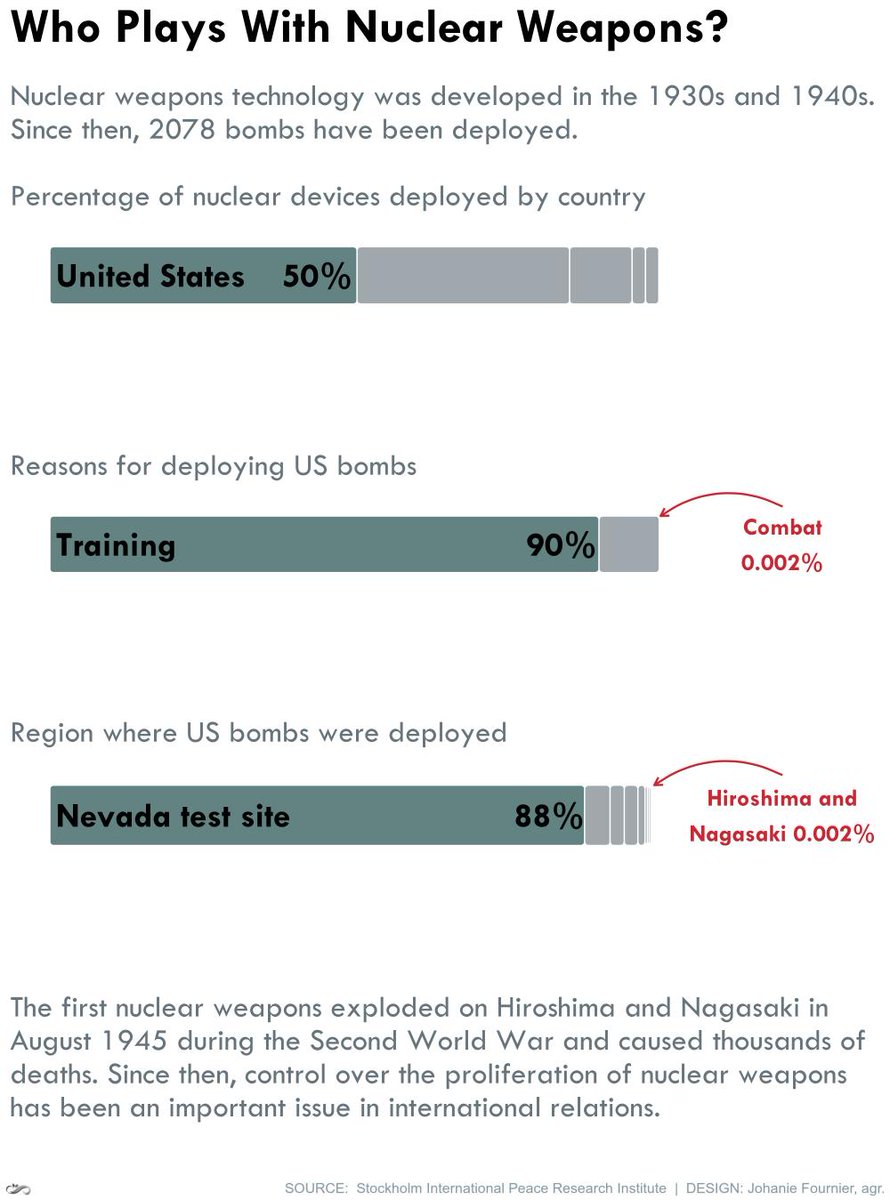 Who Plays With Nuclear Weapons?
Nuclear weapons technology was developed in the 1930s and 1940s.
Since then, 2078 bombs have been deployed.
Percentage of nuclear devices deployed by country
United States 50%
Reasons for deploying US bombs
Training 90%
Combat
0.002%
Region where US bombs were deployed
Nevada test site 88%
Hiroshima and
Nagasaki 0.002%
The first nuclear weapons exploded on Hiroshima and Nagasaki in
August 1945 during the Second World War and caused thousands of
deaths. Since then, control over the proliferation of nuclear weapons
has been an important issue in international relations.
SOURCE: Stockholm International Peace Research Institute | DESIGN: Johanie Fournier, agr.